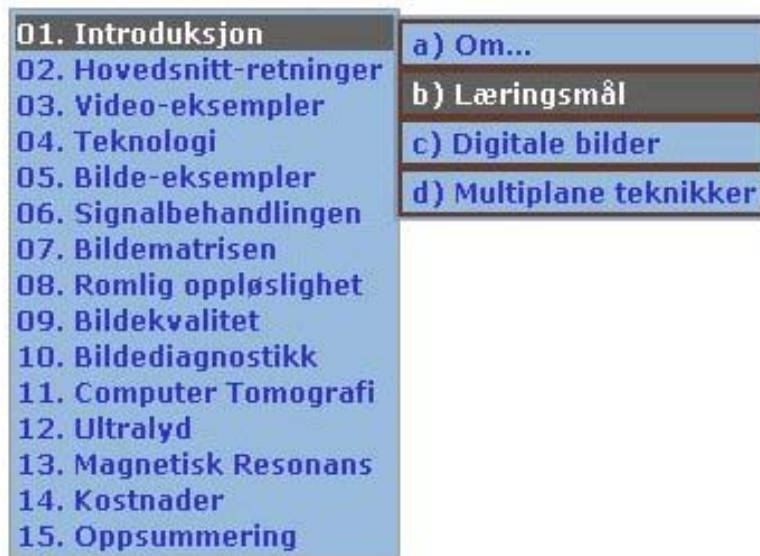 01. Introduksjon
02. Hovedsnitt-retninger
03. Video-eksempler
04. Teknologi
05. Bilde-eksempler
06. Signalbehandlingen
07. Bildematrisen
08. Romlig oppløslighet
09. Bildekvalitet
10. Bildediagnostikk
11. Computer Tomografi
12. Ultralyd
13. Magnetisk Resonans
14. Kostnader
15. Oppsummering
a) Om...
b) Læringsmål
c) Digitale bilder
d) Multiplane teknikker